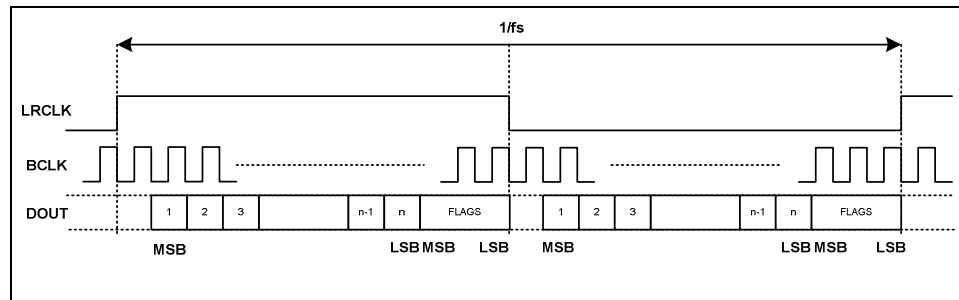 1/fs
LRCLK
BCLK
DOUT 1 2 3 n-1 n FLAGS 1 2 3 n-1 n FLAGS
MSB LSB MSB LSB MSB LSB MSB LSB